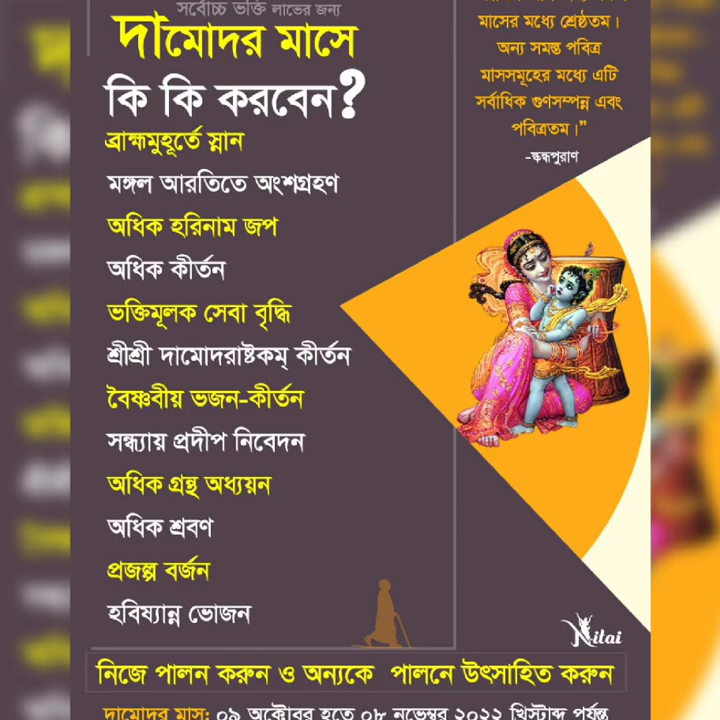 সর্বোচ্চ ভক্তি লাভের জন্য
দামোদর মাসে
কি কি করবেন?
ব্রাহ্মমুহূর্তে স্নান
মঙ্গল আরতিতে অংশগ্রহণ
অধিক হরিনাম জপ
অধিক কীর্তন
ভক্তিমূলক সেবা বৃদ্ধি
শ্রীশ্রী দামোদরাষ্টকম্ কীর্তন
বৈষ্ণবীয় ভজন-কীর্তন
সন্ধ্যায় প্রদীপ নিবেদন
অধিক গ্রন্থ অধ্যয়ন
অধিক শ্রবণ
প্রজল্প বর্জন
হবিষ্যান্ন ভোজন
মাসের মধ্যে শ্রেষ্ঠতম।
অন্য সমস্ত পবিত্র
মাসসমূহের মধ্যে এটি
সর্বাধিক গুণসম্পন্ন এবং
পবিত্রতম।”
-স্কন্ধপুরাণ
Nitai
নিজে পালন করুন ও অন্যকে পালনে উৎসাহিত করুন
দামোদর মাস: ০৯ অক্টোবর হতে ০৮ নভেম্বর ২০২২ খ্রিস্টাব্দ পর্যন্ত